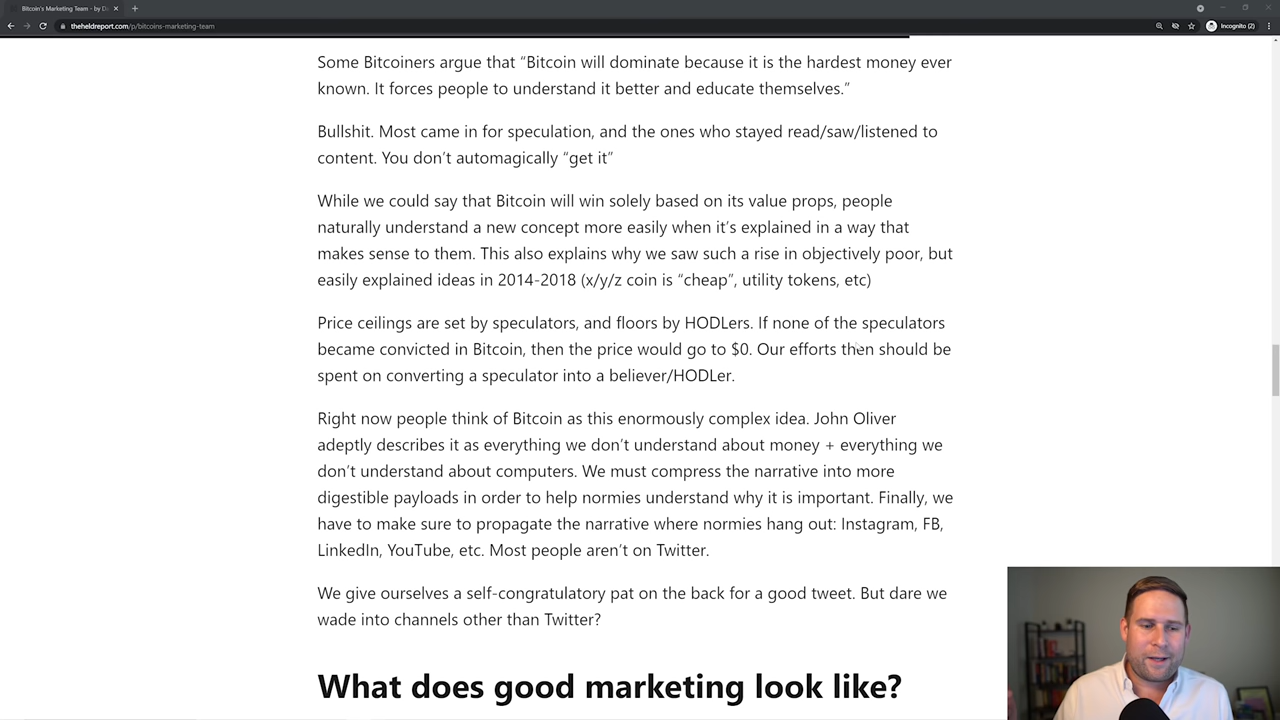 Bitcoin's Marketing Team - by D
theheldreport.com/p/bitcoins-marketing-team
Incognito (2)
Some Bitcoiners argue that “Bitcoin will dominate because it is the hardest money ever
known. It forces people to understand it better and educate themselves.”
Bullshit. Most came in for speculation, and the ones who stayed read/saw/listened to
content. You don’t automagically “get it”
While we could say that Bitcoin will win solely based on its value props, people
naturally understand a new concept more easily when it’s explained in a way that
makes sense to them. This also explains why we saw such a rise in objectively poor, but
easily explained ideas in 2014-2018 (x/y/z coin is “cheap”, utility tokens, etc)
Price ceilings are set by speculators, and floors by HODLers. If none of the speculators
became convicted in Bitcoin, then the price would go to $0. Our efforts then should be
spent on converting a speculator into a believer/HODLer.
Right now people think of Bitcoin as this enormously complex idea. John Oliver
adeptly describes it as everything we don’t understand about money + everything we
don’t understand about computers. We must compress the narrative into more
digestible payloads in order to help normies understand why it is important. Finally, we
have to make sure to propagate the narrative where normies hang out: Instagram, FB,
LinkedIn, YouTube, etc. Most people aren’t on Twitter.
We give ourselves a self-congratulatory pat on the back for a good tweet. But dare we
wade into channels other than Twitter?
What does good marketing look like?